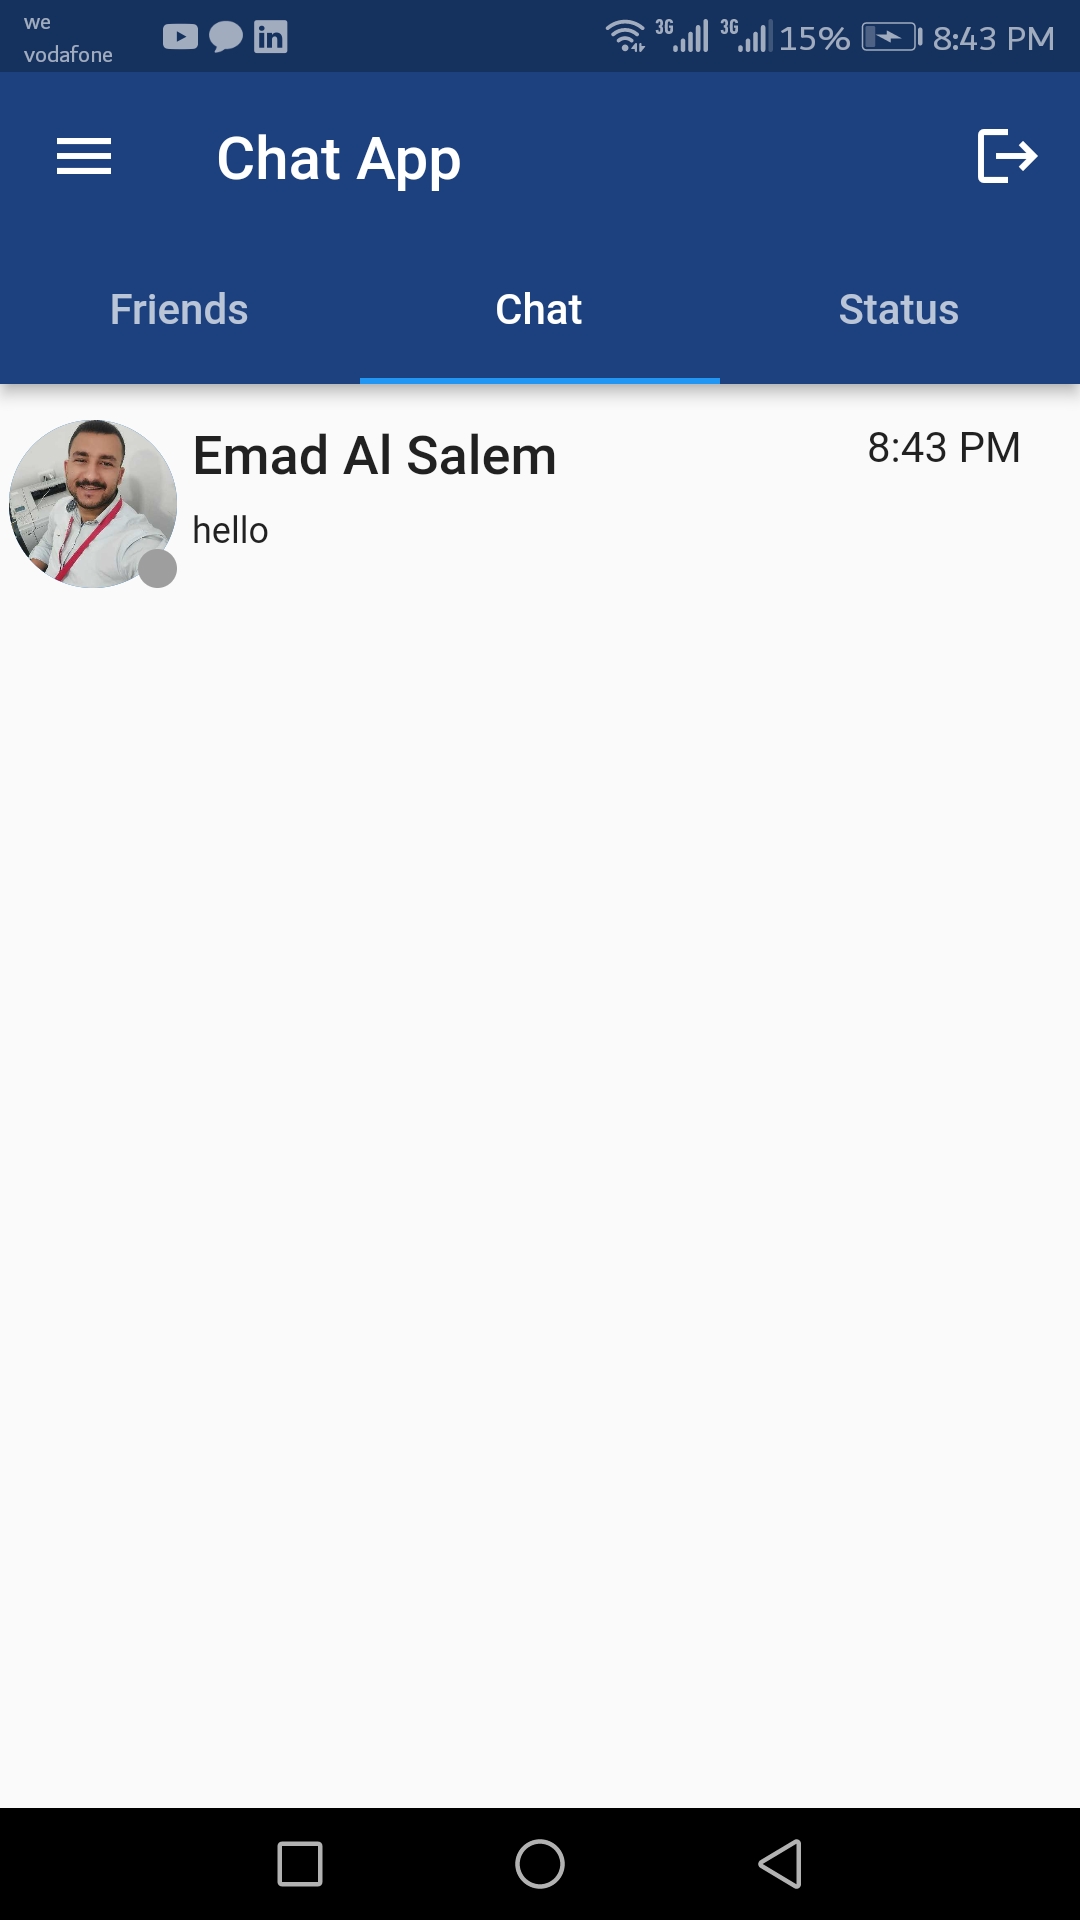 we
vodafone
in
3G
3G
15%
8:43 PM
Chat App
Friends
Chat
Status
Emad Al Salem
8:43 PM
hello